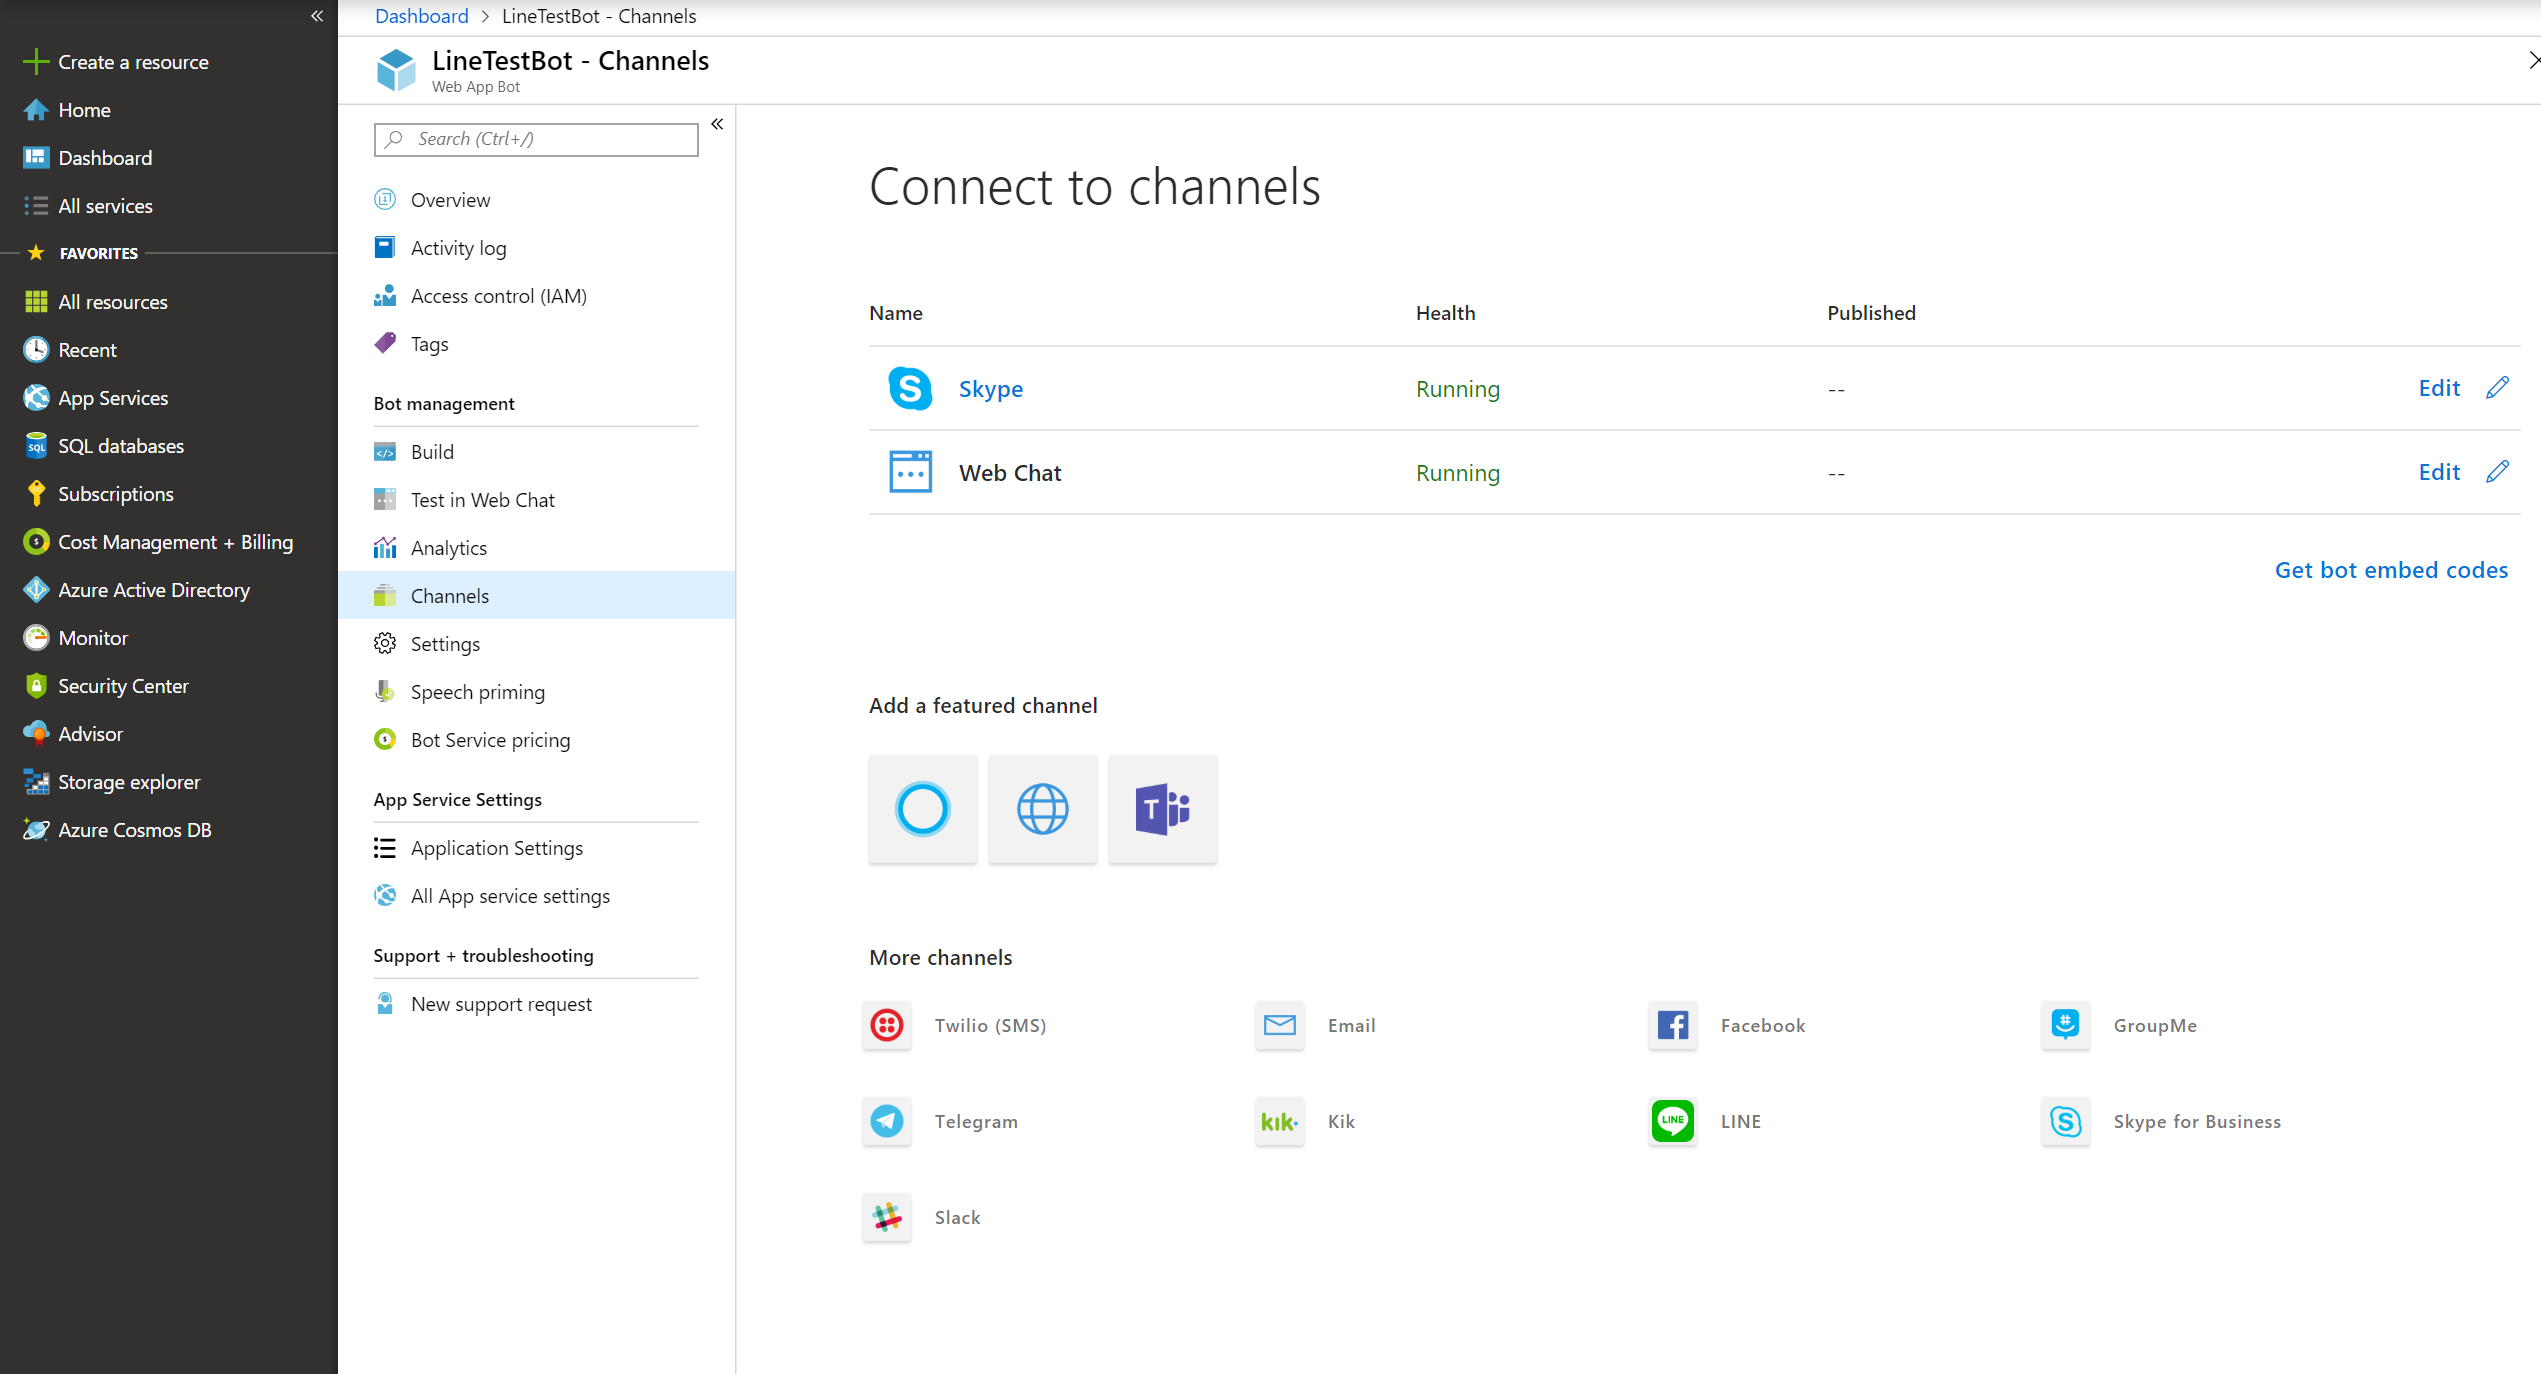 Create a resource
Home
Dashboard
All services
FAVORITES
All resources
Recent
App Services
SQL
SQL databases
Subscriptions
Cost Management + Billing
Azure Active Directory
Monitor
Security Center
Advisor
Storage explorer
Azure Cosmos DB
Dashboard > LineTestBot - Channels
LineTestBot - Channels
Web App Bot
Search (Ctrl+/)
Overview
Activity log
Access control (IAM)
Tags
Bot management
Build
Test in Web Chat
Analytics
Channels
Settings
Speech priming
Bot Service pricing
App Service Settings
Application Settings
All App service settings
Support + troubleshooting
New support request
Connect to channels
Name Health Published
S Skype Running -- Edit
Web Chat Running -- Edit
Get bot embed codes
Add a featured channel
T
More channels
Twilio (SMS) Email f Facebook # GroupMe
Telegram kik. Kik LINE LINE S Skype for Business
Slack